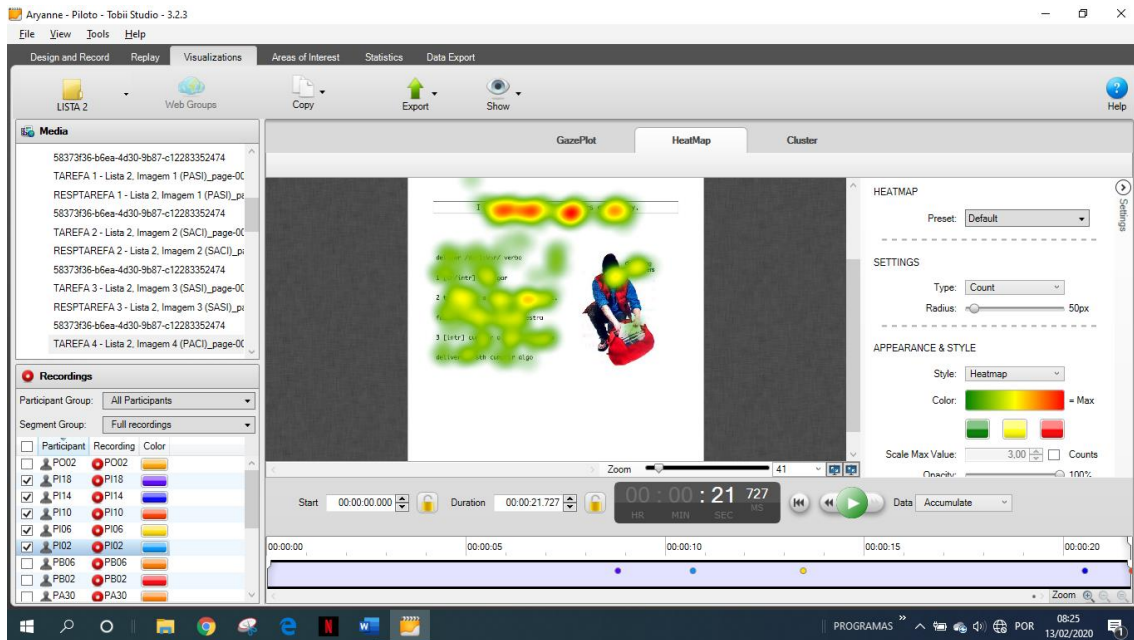 Aryanne - Piloto - Tobii Studio - 3.2.3
File View Tools Help
Design and Record Replay Visualizations Areas of Interest Statistics Data Export
LISTA 2 Web Groups Copy Export Show Help
Media
58373f36-b6ea-4d30-9b87-c12283352474
TAREFA 1 - Lista 2, Imagem 1 (PASI)_page-00
RESPTAREFA 1 - Lista 2, Imagem 1 (PASI)_pa
58373f36-b6ea-4d30-9b87-c12283352474
TAREFA 2 - Lista 2, Imagem 2 (SACI)_page-00
RESPTAREFA 2 - Lista 2, Imagem 2 (SACI)_pa
58373f36-b6ea-4d30-9b87-c12283352474
TAREFA 3 - Lista 2, Imagem 3 (SASI)_page-00
RESPTAREFA 3 - Lista 2, Imagem 3 (SASI)_pa
58373f36-b6ea-4d30-9b87-c12283352474
TAREFA 4 - Lista 2, Imagem 4 (PACI)_page-00
Recordings
Participant Group: All Participants
Segment Group: Full recordings
Participant Recording Color
PO02 PO02
PI18 PI18
PI14 PI14
PI10 PI10
PI06 PI06
PI02 PI02
PB06 PB06
PB02 PB02
PA30 PA30
GazePlot HeatMap Cluster
I
verbo
1
2
3 [intr]
algo
HEATMAP
Preset: Default
SETTINGS
Type: Count
Radius: 50px
APPEARANCE & STYLE
Style: Heatmap
Color: = Max
Scale Max Value: 3,00 Counts
Opacity: 100%
Settings
Zoom 41
Start 00:00:00.000 Duration 00:00:21.727 00 : 00 : 21 727 Data Accumulate
HR MIN SEC MS
00:00:00 00:00:05 00:00:10 00:00:15 00:00:20
Zoom
PROGRAMAS POR 08:25
13/02/2020